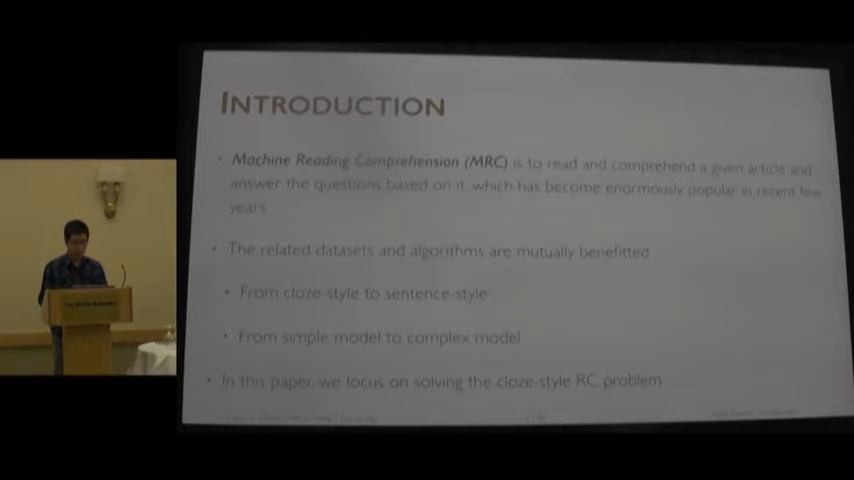 INTRODUCTION
• Machine Reading Comprehension (MRC) is to read and comprehend a given article and
answer the questions based on it, which has become enormously popular in recent few
years
• The related datasets and algorithms are mutually benefitted
• From cloze-style to sentence-style
• From simple model to complex model
• In this paper, we focus on solving the cloze-style RC problem